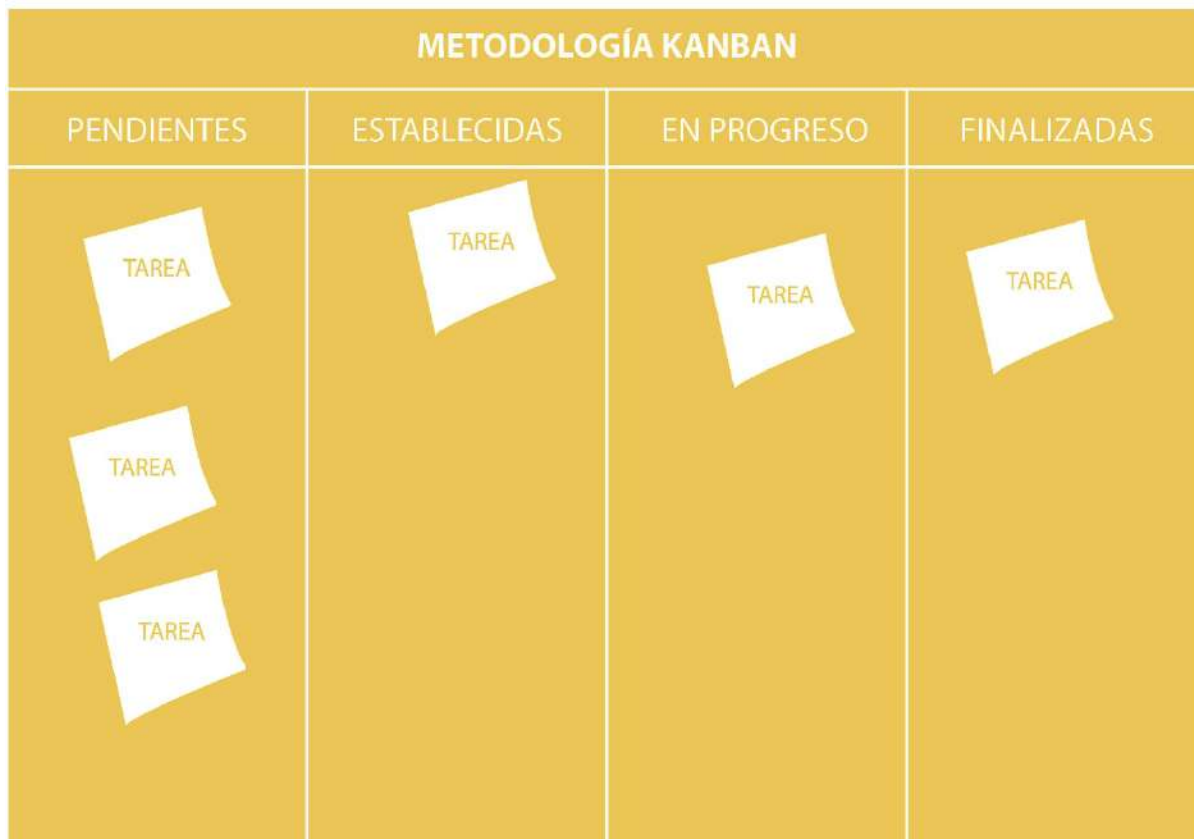 METODOLOGÍA KANBAN
PENDIENTES
ESTABLECIDAS
EN PROGRESO
FINALIZADAS
TAREA
TAREA
TAREA
TAREA
TAREA
TAREA